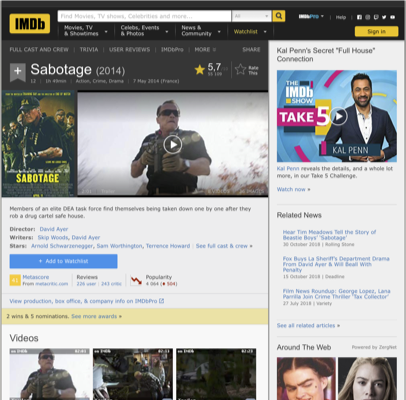 IMDb
Find Movies, TV shows, Celebrities and more...
All
IMDbPro
Help
Movies, TV
& Showtimes
Celebs, Events
& Photos
News &
Community
Watchlist
Sign in
FULL CAST AND CREW | TRIVIA | USER REVIEWS | IMDbPro | MORE
SHARE
Sabotage (2014)
12 | 1h 49min | Action, Crime, Drama | 7 May 2014 (France)
5,7
Rate
This
SABOTAGE
Members of an elite DEA task force find themselves being taken down one by one after they
rob a drug cartel safe house.
Director: David Ayer
Writers: Skip Woods, David Ayer
Stars: Arnold Schwarzenegger, Sam Worthington, Terrence Howard | See full cast & crew »
+ Add to Watchlist
Metascore
From metacritic.com
Reviews
Popularity
View production, box office, & company info on IMDbPro
2 wins & 5 nominations. See more awards »
Videos
Kal Penn's Secret "Full House"
Connection
THE
IMDb
SHOW
TAKE 5
KAL PENN
Kal Penn reveals the details, and a whole lot
more, in our Take 5 Challenge.
Watch now »
Related News
Hear Tim Meadows Tell the Story of
Beastie Boys' 'Sabotage'
30 October 2018 | Rolling Stone
Fox Buys La Sheriff's Department Drama
From David Ayer & Will Beall With
Penalty
15 October 2018 | Deadline
Film News Roundup: George Lopez, Lana
Parrilla Join Crime Thriller 'Tax Collector'
27 July 2018 | Variety
See all related articles »
Around The Web
Powered by ZergNet